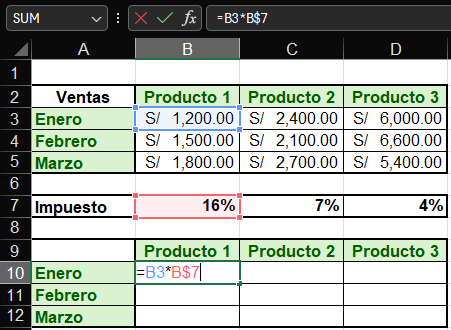 SUM fx =B3*B$7
A B C D
1
2 Ventas Producto 1 Producto 2 Producto 3
3 Enero S/ 1,200.00 S/ 2,400.00 S/ 6,000.00
4 Febrero S/ 1,500.00 S/ 2,100.00 S/ 6,600.00
5 Marzo S/ 1,800.00 S/ 2,700.00 S/ 5,400.00
6
7 Impuesto 16% 7% 4%
8
9 Producto 1 Producto 2 Producto 3
10 Enero =B3*B$7
11 Febrero
12 Marzo